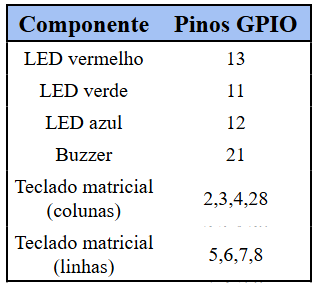 Componente Pinos GPIO
LED vermelho 13
LED verde 11
LED azul 12
Buzzer 21
Teclado matricial
(colunas) 2,3,4,28
Teclado matricial
(linhas) 5,6,7,8